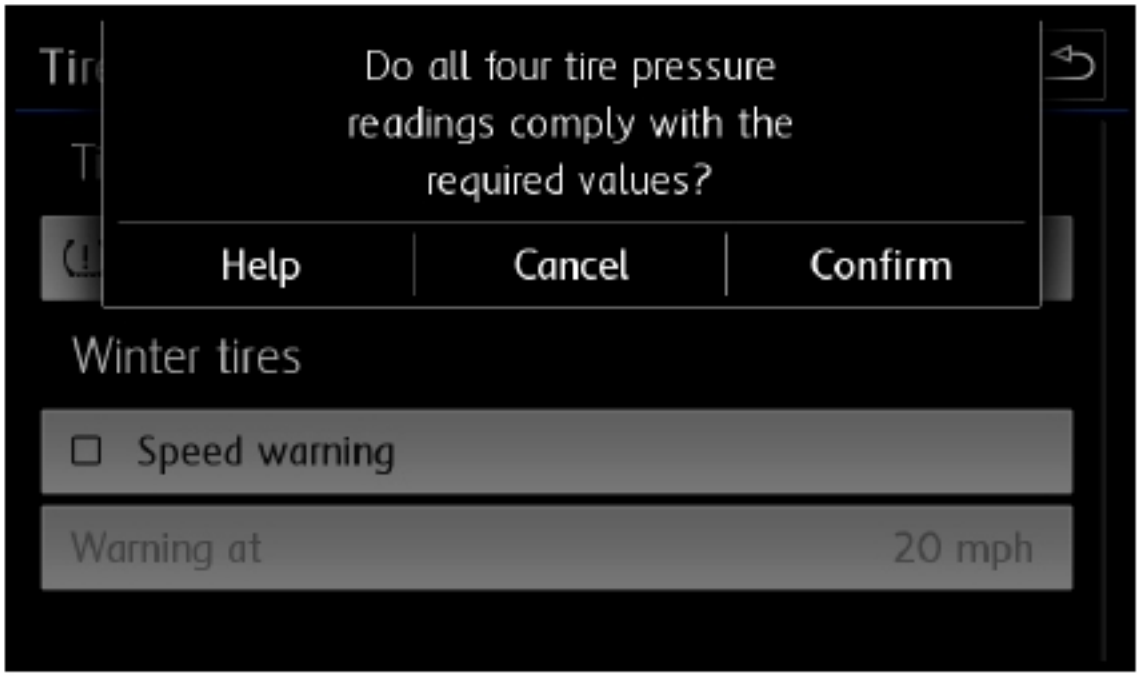 Do all four tire pressure
readings comply with the
required values?
Help Cancel Confirm
Winter tires
Speed warning
Warning at 20 mph